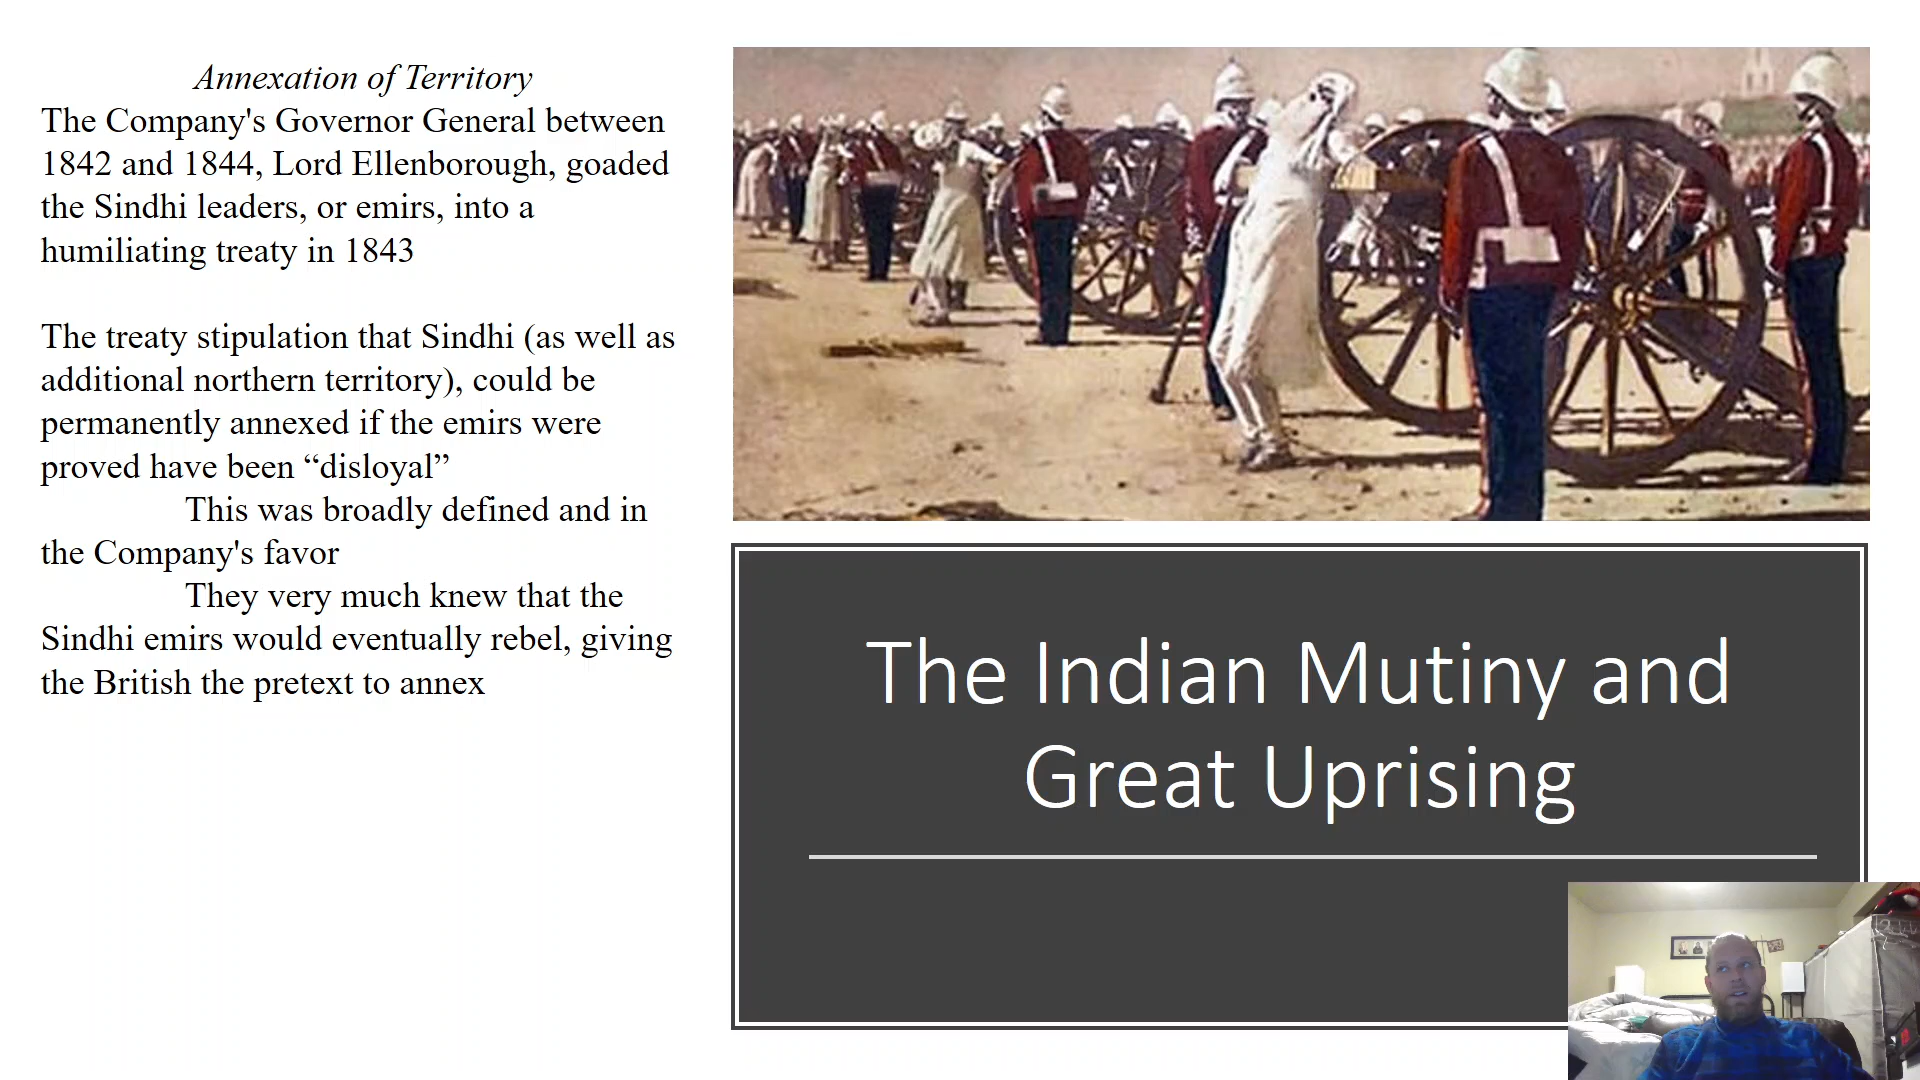 Annexation of Territory
The Company's Governor General between
1842 and 1844, Lord Ellenborough, goaded
the Sindhi leaders, or emirs, into a
humiliating treaty in 1843
The treaty stipulation that Sindhi (as well as
additional northern territory), could be
permanently annexed if the emirs were
proved have been “disloyal”
This was broadly defined and in
the Company's favor
They very much knew that the
Sindhi emirs would eventually rebel, giving
the British the pretext to annex
The Indian Mutiny and
Great Uprising